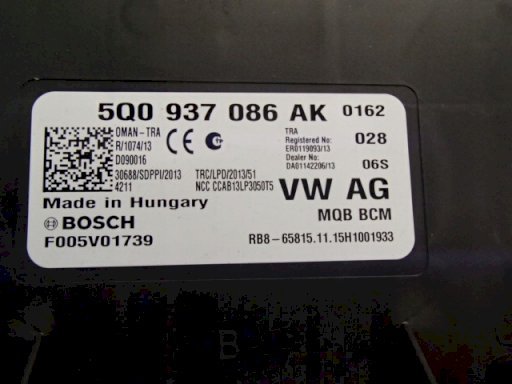 5Q0 937 086 AK 0162
OMAN-TRA
R/1074/13
D090016
30688/SDPPI/2013
4211
TRC/LPD/2013/51
NCC CCAB13LP3050T5
TRA
Registered No:
ER0119093/13
Dealer No:
DA01142206/13
028
06S
VW AG
MQB BCM
Made in Hungary
BOSCH
F005V01739
RB8-65815.11.15H1001933
B